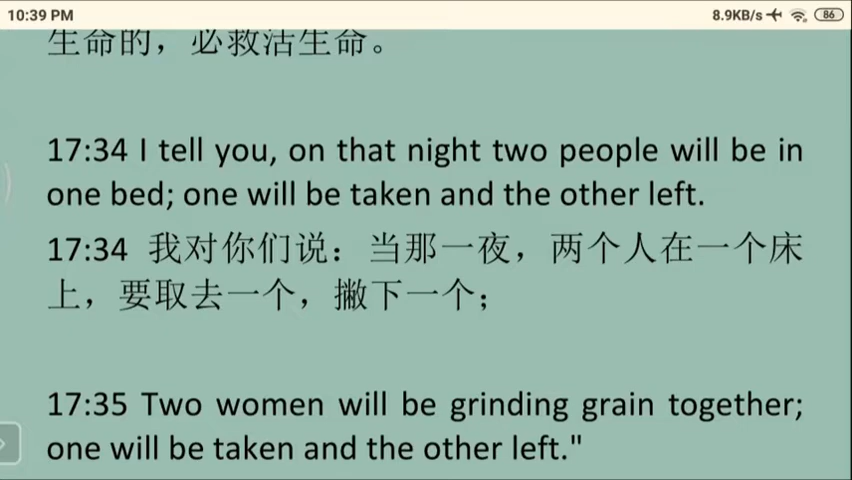 10:39 PM 8.9KB/s 86
生命的，必救活生命。
17:34 I tell you, on that night two people will be in
one bed; one will be taken and the other left.
17:34 我对你们说：当那一夜，两个人在一个床
上，要取去一个，撇下一个；
17:35 Two women will be grinding grain together;
one will be taken and the other left."